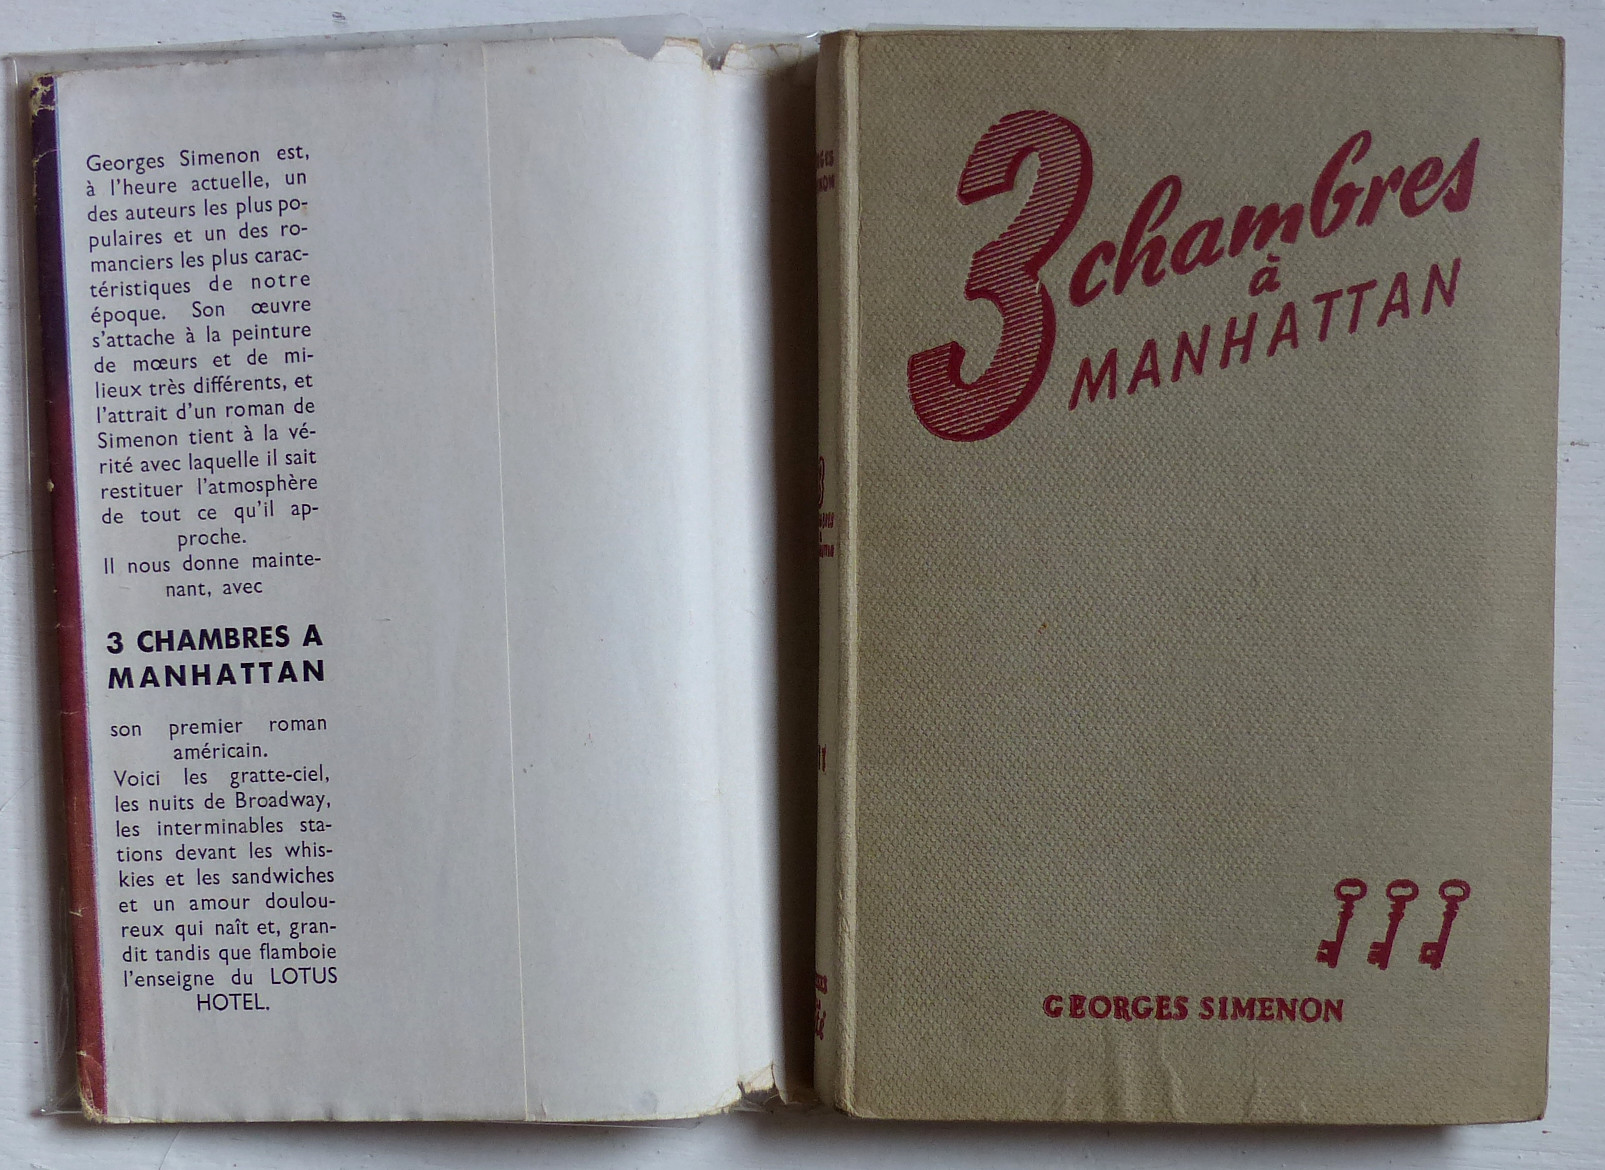 Georges Simenon est,
à l'heure actuelle, un
des auteurs les plus po-
pulaires et un des ro-
manciers les plus carac-
téristiques de notre
époque. Son œuvre
s'attache à la peinture
de mœurs et de mi-
lieux très différents, et
l'attrait d'un roman de
Simenon tient à la vé-
rité avec laquelle il sait
restituer l'atmosphère
de tout ce qu'il ap-
proche.
Il nous donne mainte-
nant, avec
3 CHAMBRES A
MANHATTAN
son premier roman
américain.
Voici les gratte-ciel,
les nuits de Broadway,
les interminables sta-
tions devant les whis-
kies et les sandwiches
et un amour doulou-
reux qui naît et, gran-
dit tandis que flamboie
l'enseigne du LOTUS
HOTEL.
3 chambres
à
MANHATTAN
GEORGES SIMENON